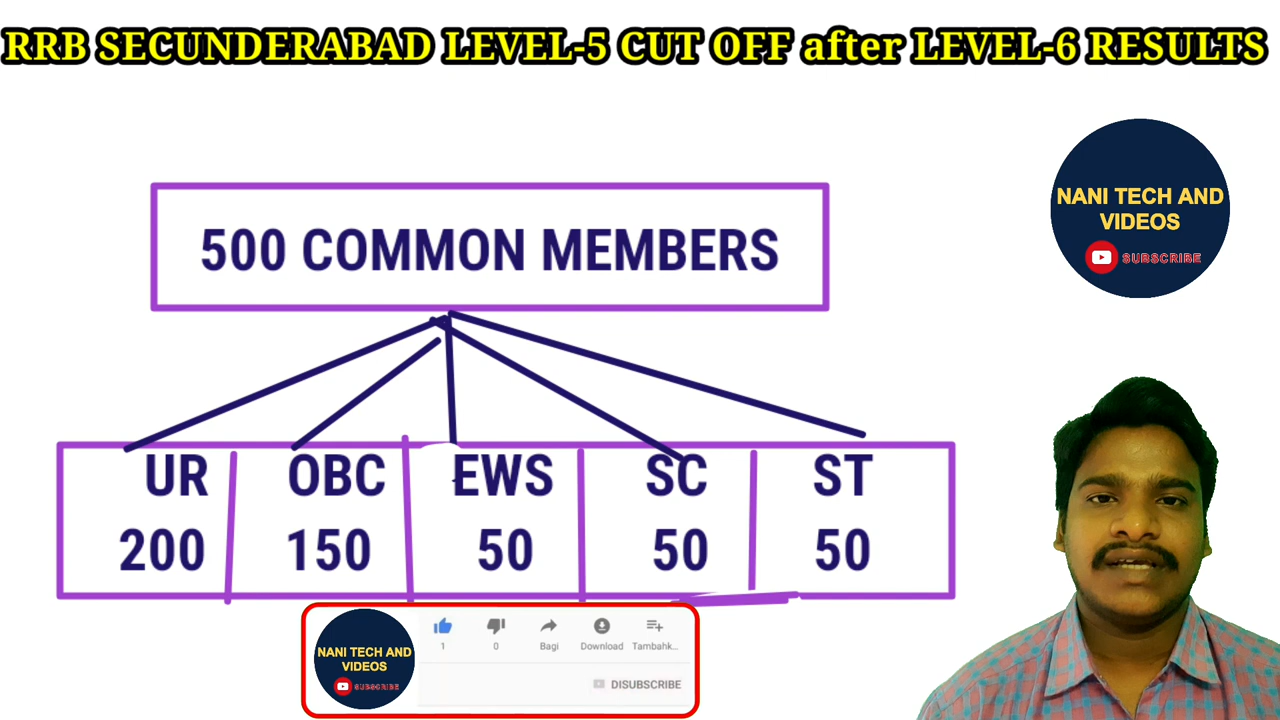 RRB SECUNDERABAD LEVEL-5 CUT OFF after LEVEL-6 RESULTS
NANI TECH AND
VIDEOS
SUBSCRIBE
500 COMMON MEMBERS
UR OBC EWS SC ST
200 150 50 50 50
NANI TECH AND
VIDEOS
SUBSCRIBE
1 0 Bagi Download Tambahk...
DISUBSCRIBE